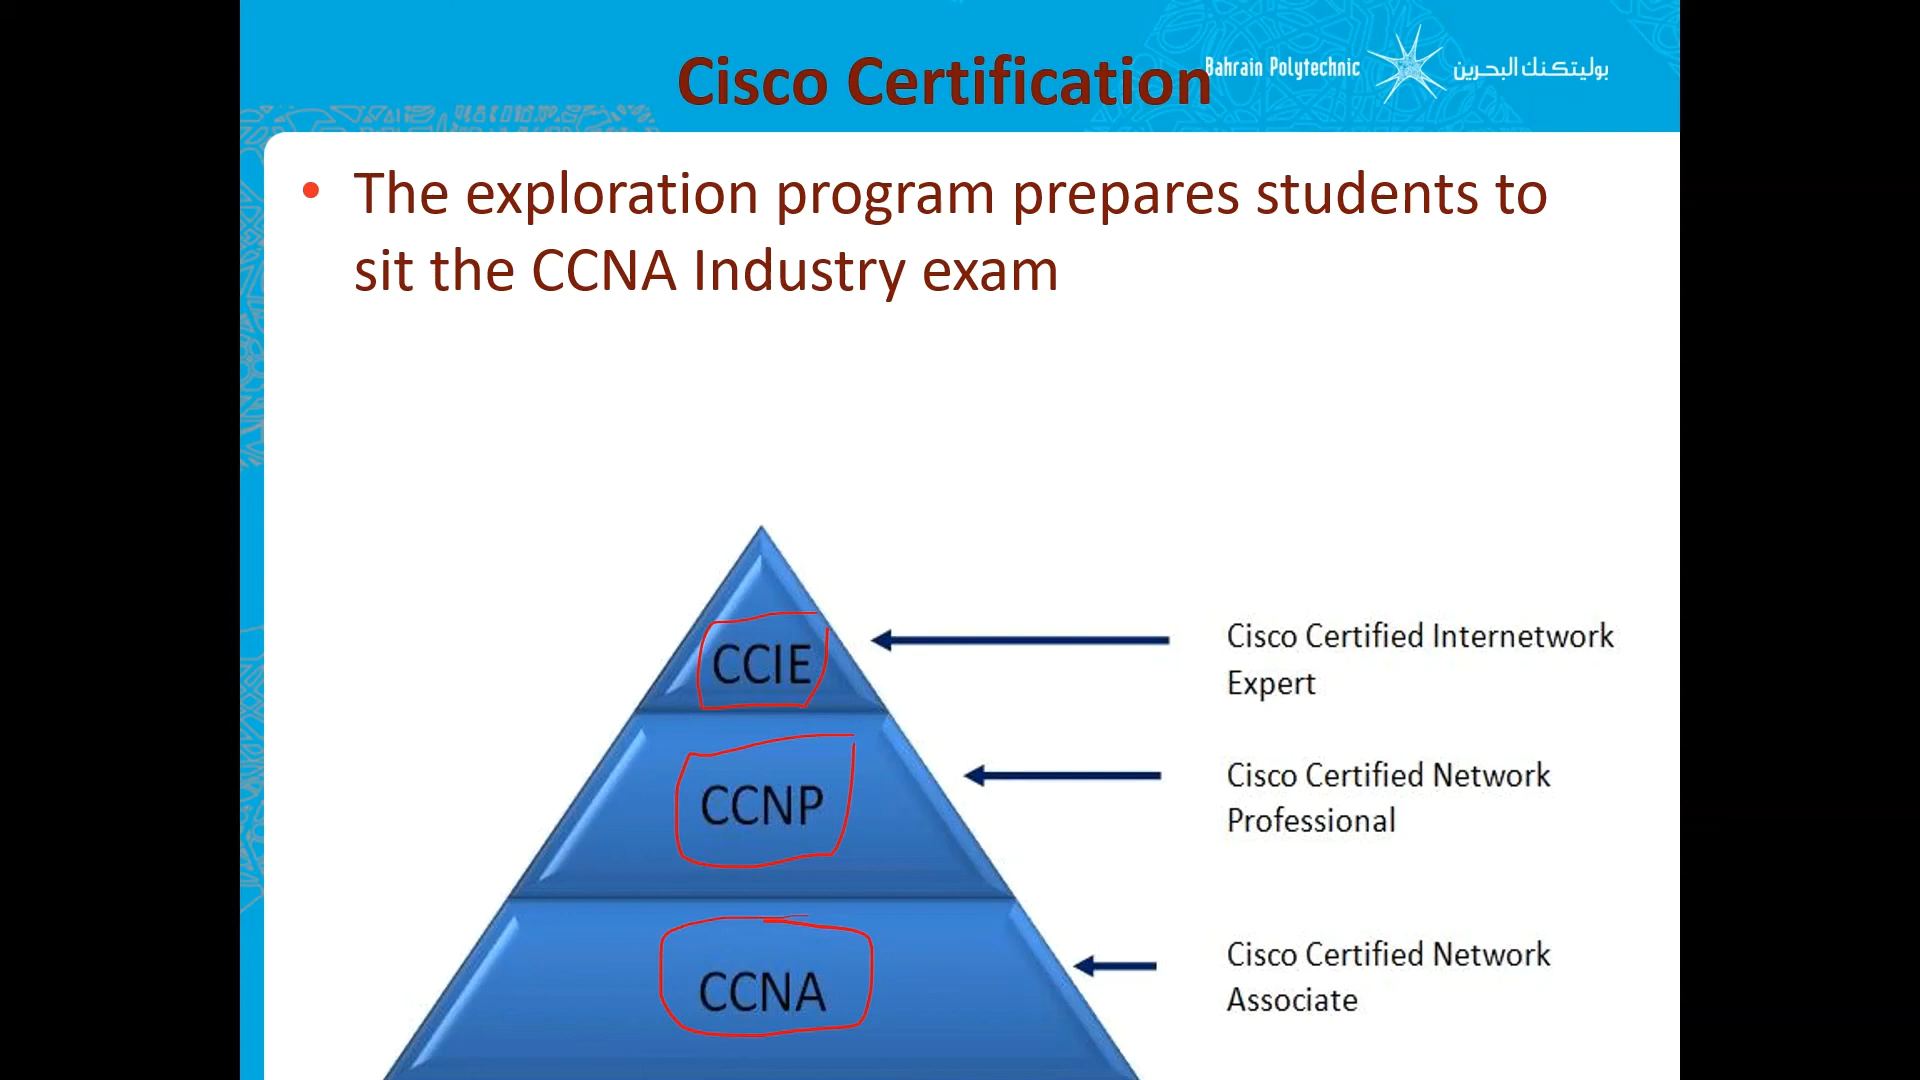 Cisco Certification
Bahrain Polytechnic
بوليتكنك البحرين
• The exploration program prepares students to
sit the CCNA Industry exam
CCIE
Cisco Certified Internetwork
Expert
CCNP
Cisco Certified Network
Professional
CCNA
Cisco Certified Network
Associate